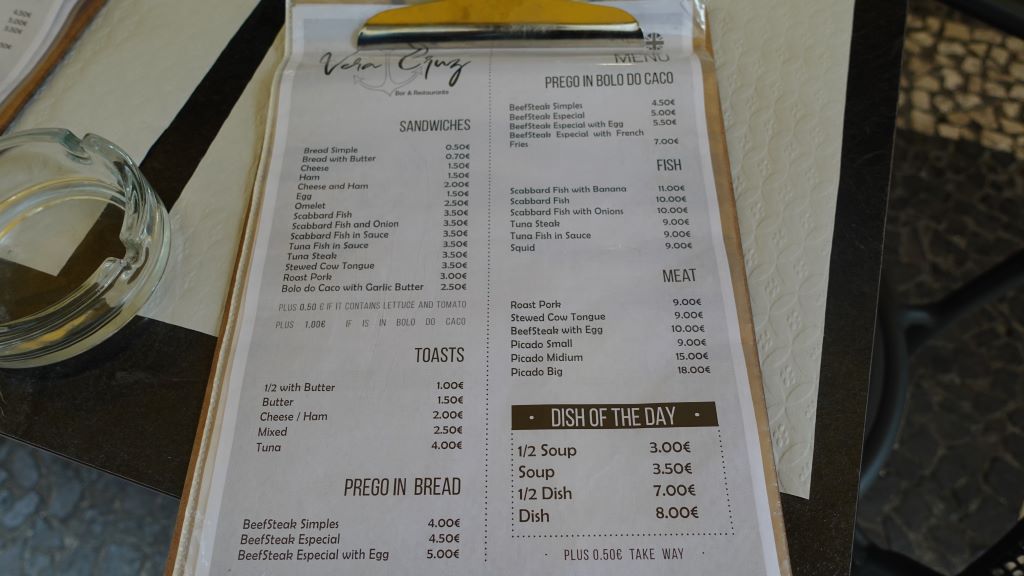 Vera Cruz
Bar & Restaurante
SANDWICHES
Bread Simple 0.50€
Bread with Butter 0.70€
Cheese 1.50€
Ham 1.50€
Cheese and Ham 2.00€
Egg 1.50€
Omelet 2.50€
Scabbard Fish 3.50€
Scabbard Fish and Onion 3.50€
Scabbard Fish in Sauce 3.50€
Tuna Fish in Sauce 3.50€
Tuna Steak 3.50€
Stewed Cow Tongue 3.50€
Roast Pork 3.00€
Bolo do Caco with Garlic Butter 2.50€
PLUS 0.50 € IF IT CONTAINS LETTUCE AND TOMATO
PLUS 1.00€ IF IS IN BOLO DO CACO
TOASTS
1/2 with Butter 1.00€
Butter 1.50€
Cheese / Ham 2.00€
Mixed 2.50€
Tuna 4.00€
PREGO IN BREAD
BeefSteak Simples 4.00€
BeefSteak Especial 4.50€
BeefSteak Especial with Egg 5.00€
MENU
PREGO IN BOLO DO CACO
BeefSteak Simples 4.50€
BeefSteak Especial 5.00€
BeefSteak Especial with Egg 5.50€
BeefSteak Especial with French
Fries 7.00€
FISH
Scabbard Fish with Banana 11.00€
Scabbard Fish 10.00€
Scabbard Fish with Onions 10.00€
Tuna Steak 9.00€
Tuna Fish in Sauce 9.00€
Squid 9.00€
MEAT
Roast Pork 9.00€
Stewed Cow Tongue 9.00€
BeefSteak with Egg 10.00€
Picado Small 9.00€
Picado Midium 15.00€
Picado Big 18.00€
• DISH OF THE DAY •
1/2 Soup 3.00€
Soup 3.50€
1/2 Dish 7.00€
Dish 8.00€
· PLUS 0.50€ TAKE WAY ·